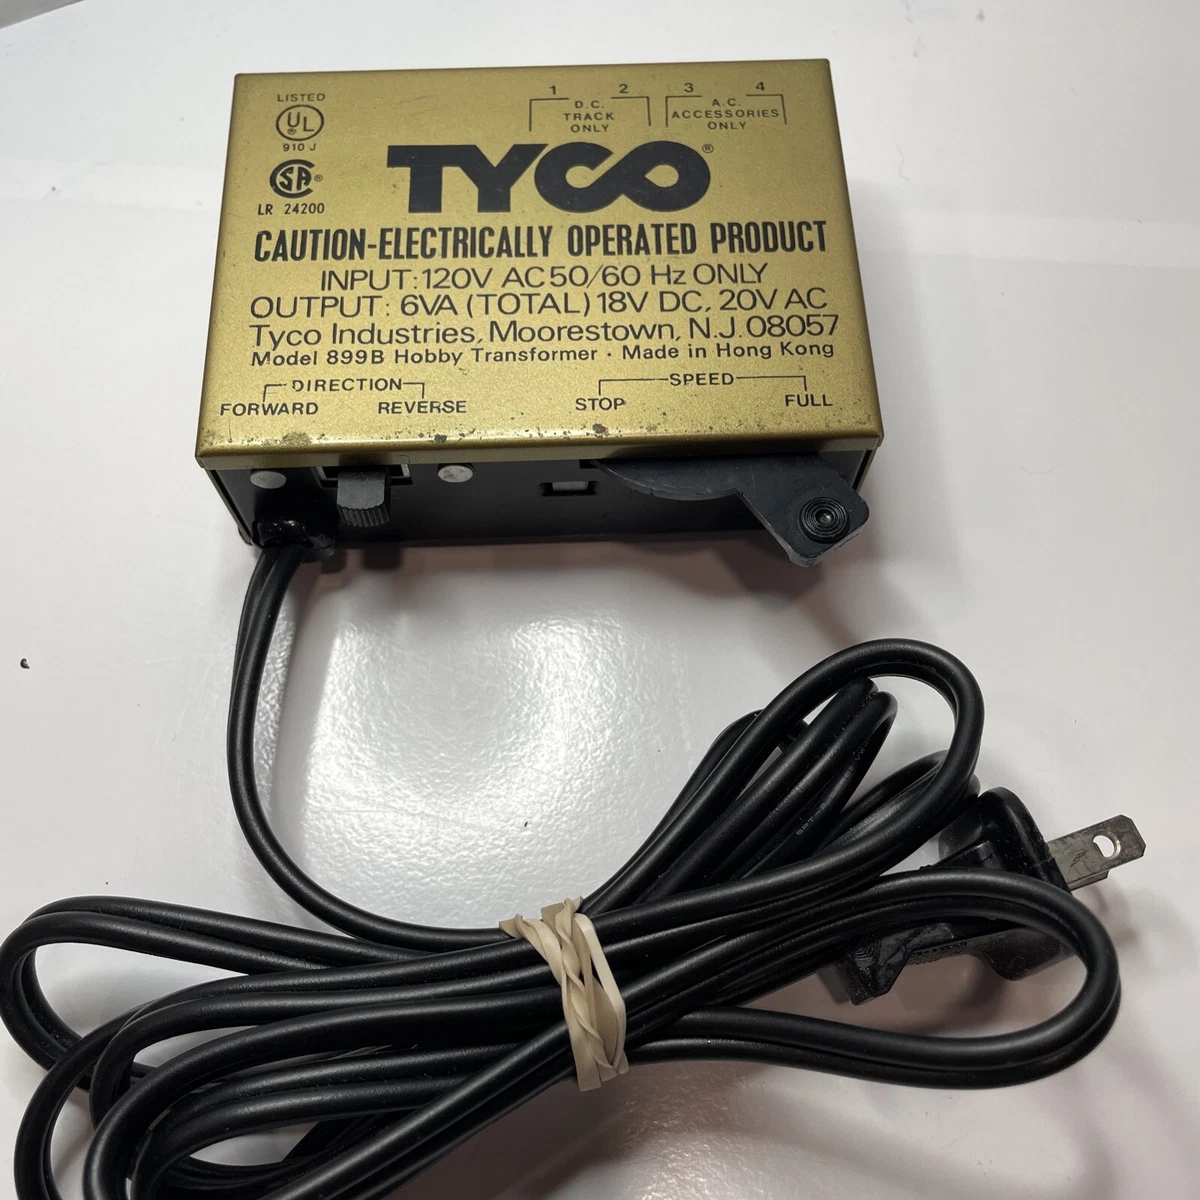 LISTED
UL ®
910 J
SA ®
LR 24200
1 2
D.C.
TRACK
ONLY
3 4
A.C.
ACCESSORIES
ONLY
TYCO®
CAUTION-ELECTRICALLY OPERATED PRODUCT
INPUT: 120V AC 50/60 Hz ONLY
OUTPUT: 6VA (TOTAL) 18V DC, 20V AC
Tyco Industries, Moorestown, N.J. 08057
Model 899B Hobby Transformer · Made in Hong Kong
DIRECTION
FORWARD REVERSE
SPEED
STOP FULL